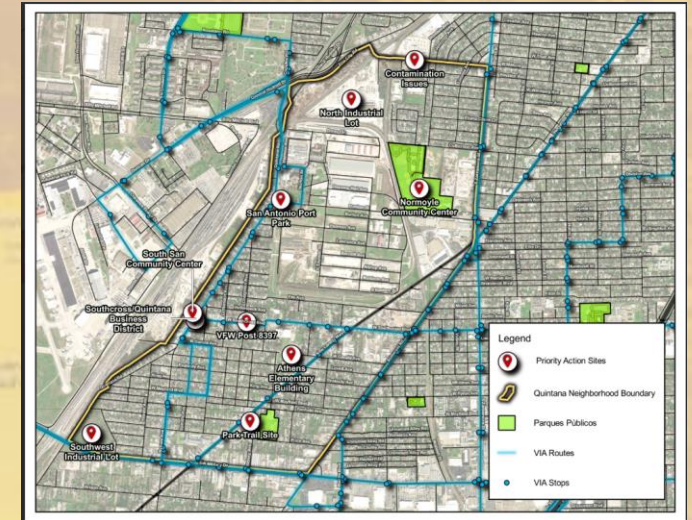 Contamination
Issues
North Industrial
Lot
Normoyle
Community Center
San Antonio Port
Park
South San
Community Center
Southcross/Quintana
Business
District
VFW Post 8397
Athens
Elementary
Building
Park Trail Site
Southwest
Industrial Lot
Legend
Priority Action Sites
Quintana Neighborhood Boundary
Parques Públicos
VIA Routes
VIA Stops